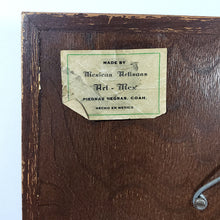 MADE BY
Mexican Artisans
Art - Mex
PIEDRAS NEGRAS, COAH.
HECHO EN MEXICO